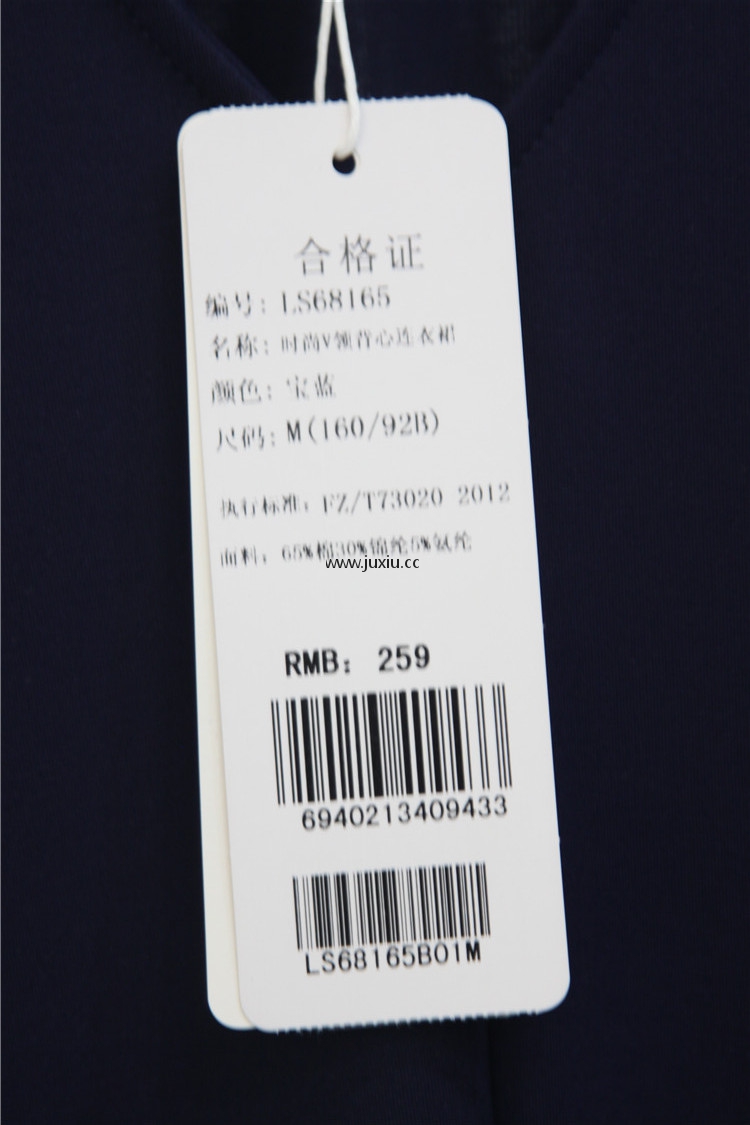 合格证
编号：LS68165
名称：时尚V领背心连衣裙
颜色：宝蓝
尺码：M(160/92B)
执行标准：FZ/T73020 2012
面料：65%棉30%锦纶5%氨纶
www.juxiu.cc
RMB： 259
6940213409433
LS68165B01M